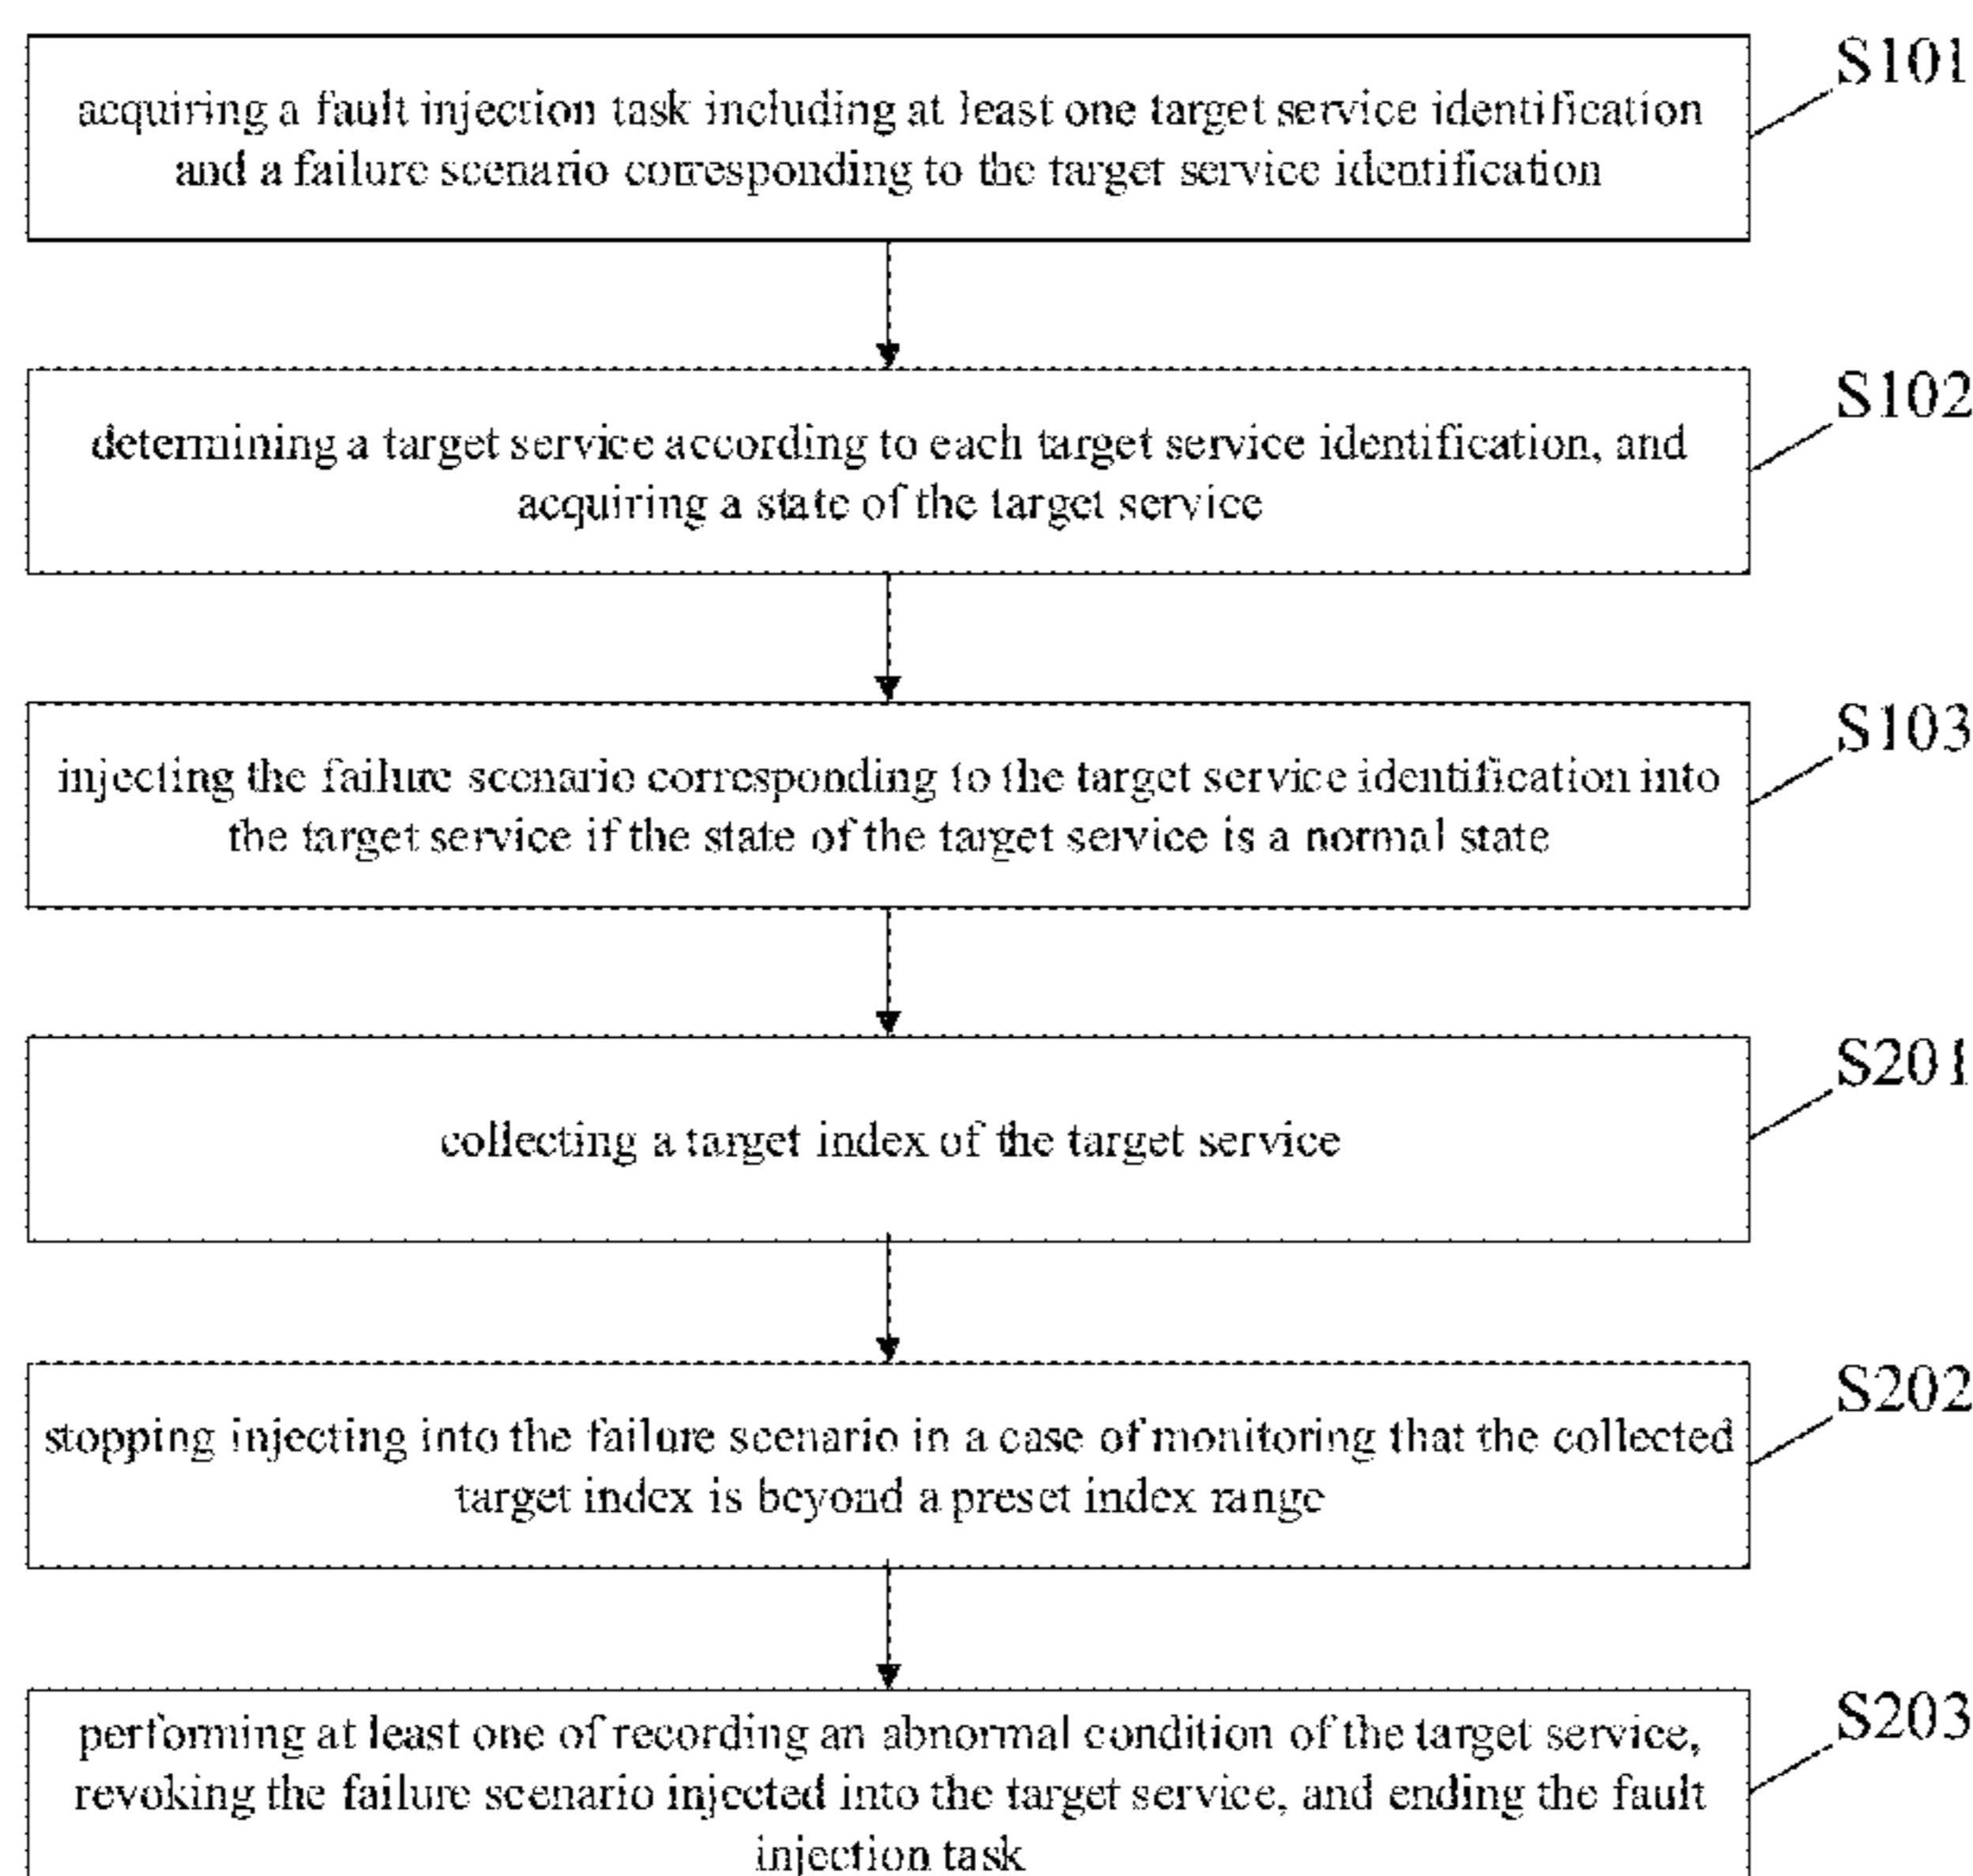 S101
acquiring a fault injection task including at least one target service identification
and a failure scenario corresponding to the target service identification
S102
determining a target service according to each target service identification, and
acquiring a state of the target service
S103
injecting the failure scenario corresponding to the target service identification into
the target service if the state of the target service is a normal state
S201
collecting a target index of the target service
S202
stopping injecting into the failure scenario in a case of monitoring that the collected
target index is beyond a preset index range
S203
performing at least one of recording an abnormal condition of the target service,
revoking the failure scenario injected into the target service, and ending the fault
injection task